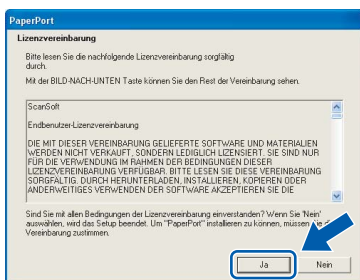 PaperPort
Lizenzvereinbarung
Bitte lesen Sie die nachfolgende Lizenzvereinbarung sorgfältig
durch.
Mit der BILD-NACH-UNTEN Taste können Sie den Rest der Vereinbarung sehen.
ScanSoft
Endbenutzer-Lizenzvereinbarung
DIE MIT DIESER VEREINBARUNG GELIEFERTE SOFTWARE UND MATERIALIEN
WERDEN NICHT VERKAUFT, SONDERN LEDIGLICH LIZENSIERT. SIE SIND NUR
FÜR DIE VERWENDUNG IM RAHMEN DER BEDINGUNGEN DIESER
LIZENZVEREINBARUNG VERFÜGBAR. BITTE LESEN SIE DIESE VEREINBARUNG
SORGFÄLTIG. DURCH HERUNTERLADEN, INSTALLIEREN, KOPIEREN ODER
ANDERWEITIGES VERWENDEN DER SOFTWARE AKZEPTIEREN SIE DIE
Sind Sie mit allen Bedingungen der Lizenzvereinbarung einverstanden? Wenn Sie 'Nein'
auswählen, wird das Setup beendet. Um "PaperPort" installieren zu können, müssen Sie
Vereinbarung zustimmen.
Ja
Nein